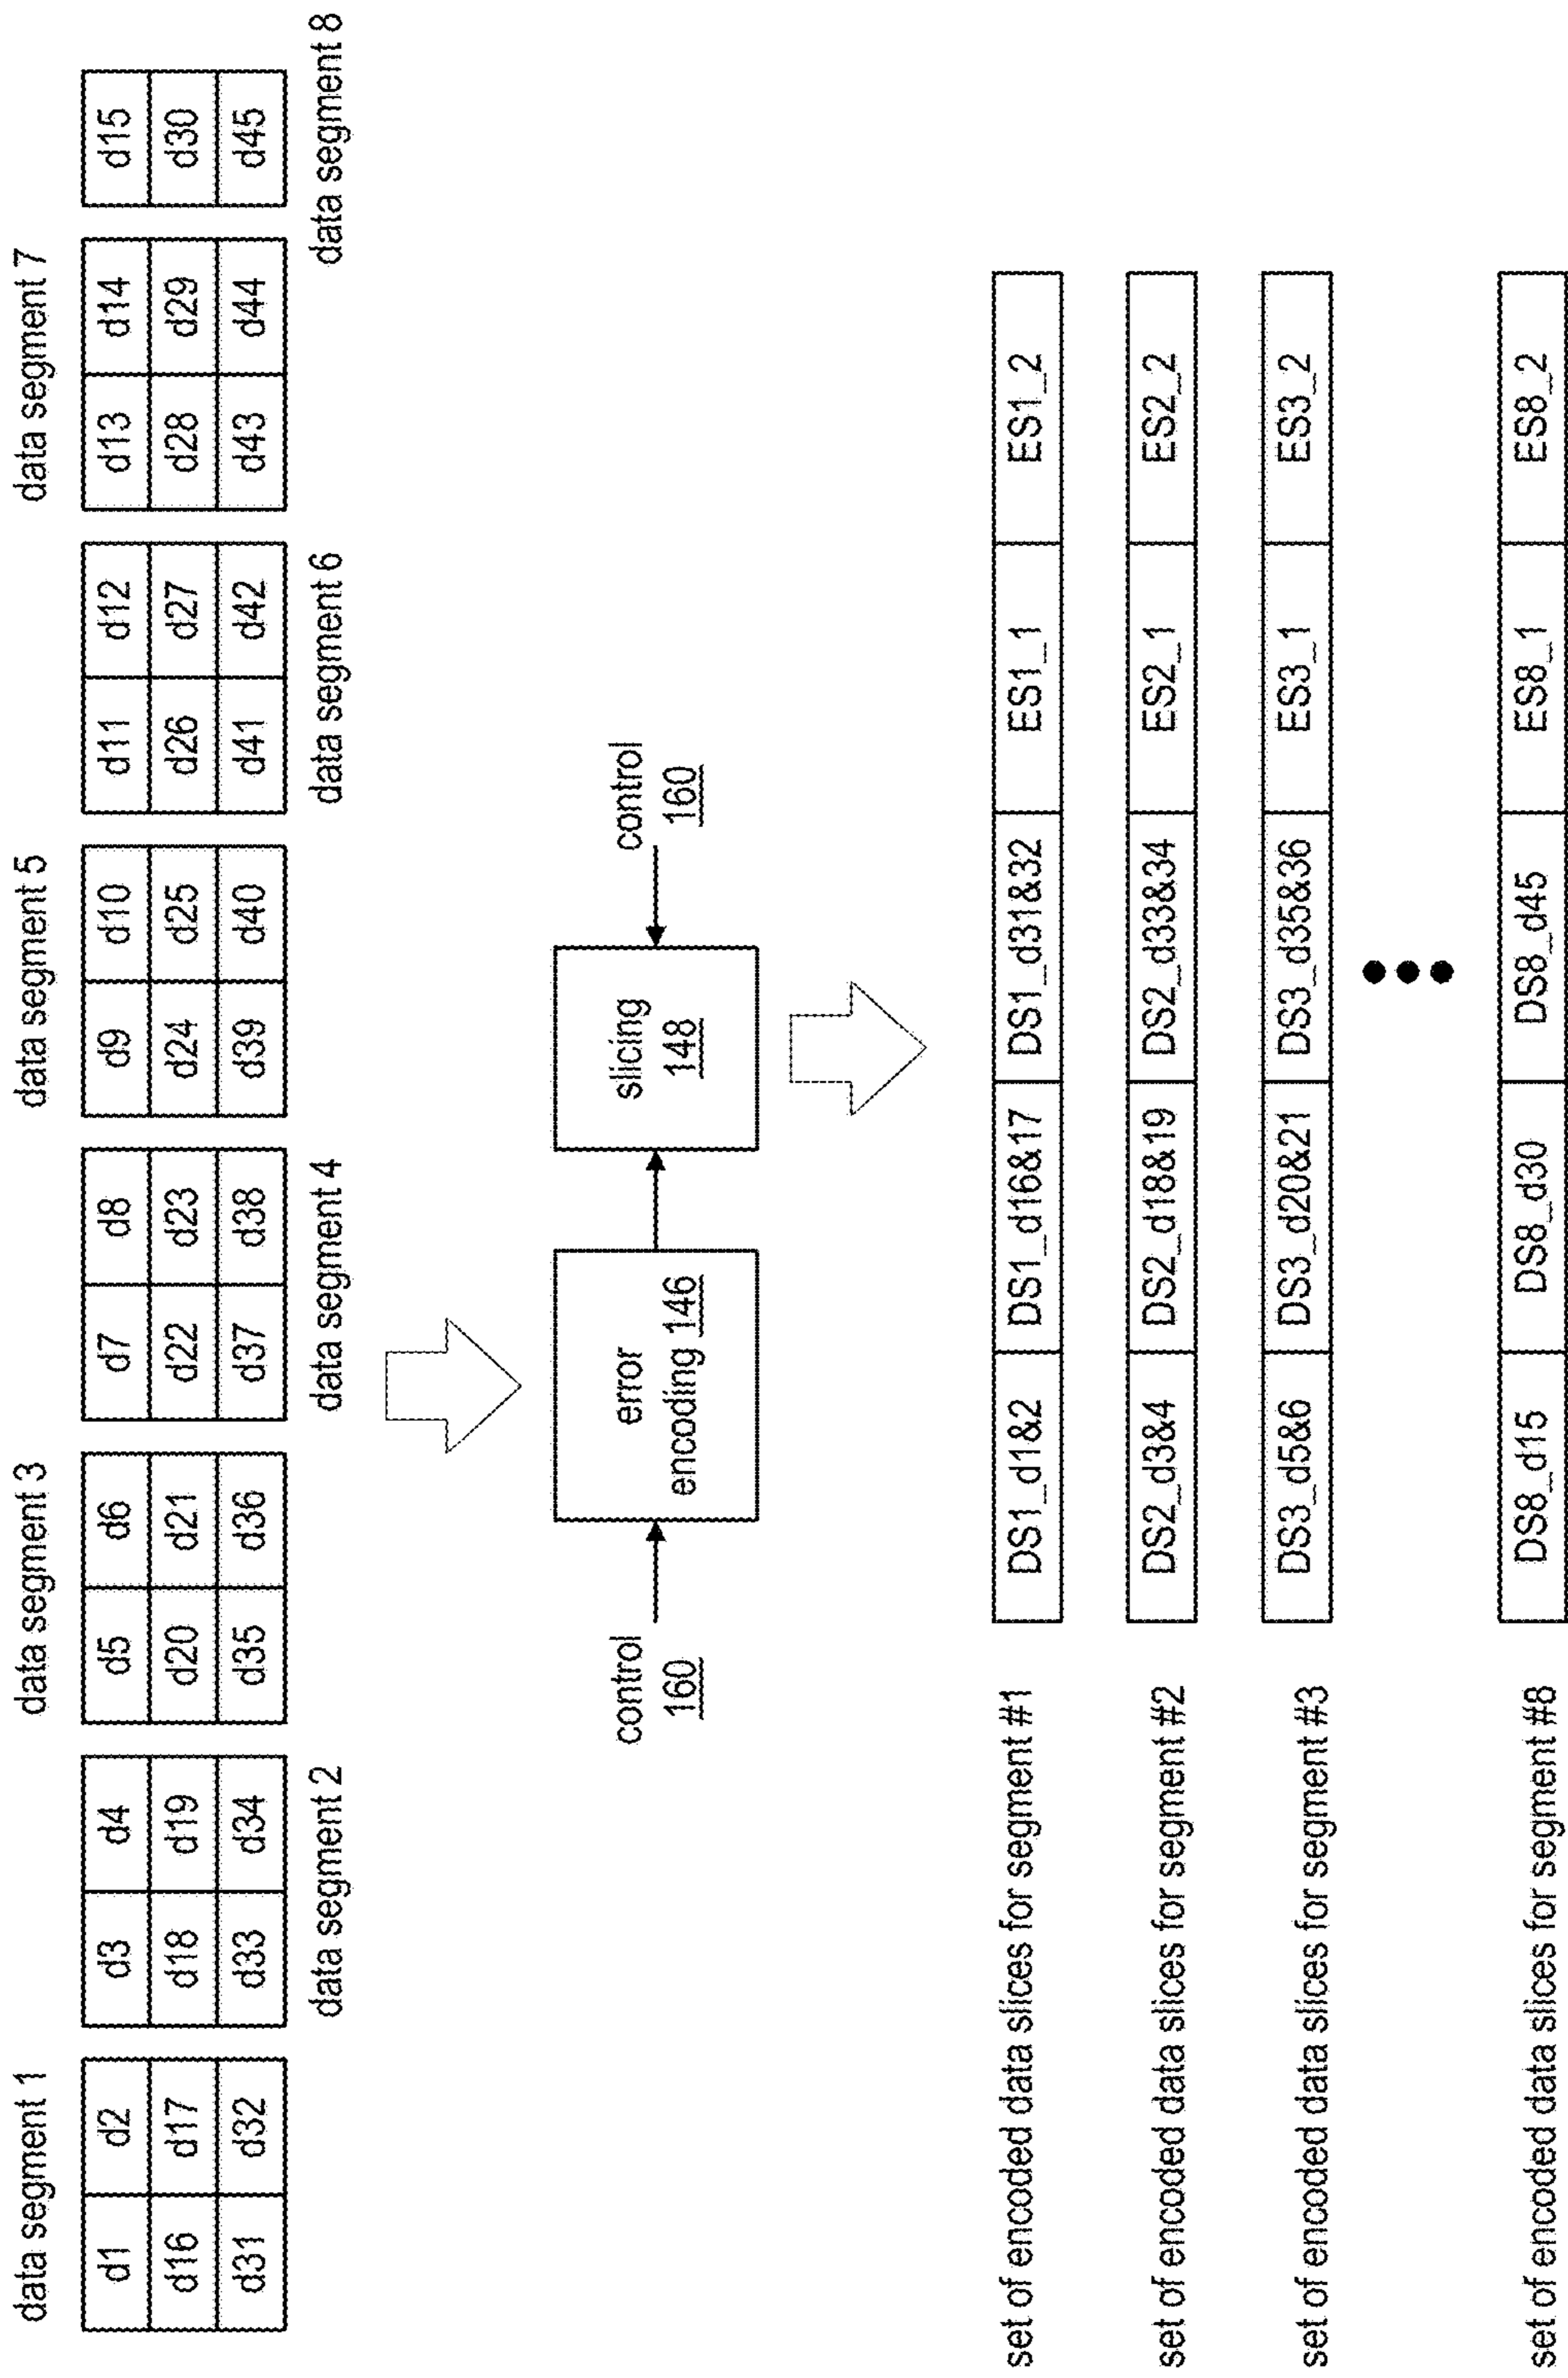 data segment 1
data segment 3
data segment 5
data segment 7
d1 d2 d3 d4 d5 d6 d7 d8 d9 d10 d11 d12 d13 d14 d15
d16 d17 d18 d19 d20 d21 d22 d23 d24 d25 d26 d27 d28 d29 d30
d31 d32 d33 d34 d35 d36 d37 d38 d39 d40 d41 d42 d43 d44 d45
data segment 2
data segment 4
data segment 6
data segment 8
control
160
error
encoding 146
slicing
148
control
160
set of encoded data slices for segment #1 DS1_d1&2 DS1_d16&17 DS1_d31&32 ES1_1 ES1_2
set of encoded data slices for segment #2 DS2_d3&4 DS2_d18&19 DS2_d33&34 ES2_1 ES2_2
set of encoded data slices for segment #3 DS3_d5&6 DS3_d20&21 DS3_d35&36 ES3_1 ES3_2
set of encoded data slices for segment #8 DS8_d15 DS8_d30 DS8_d45 ES8_1 ES8_2